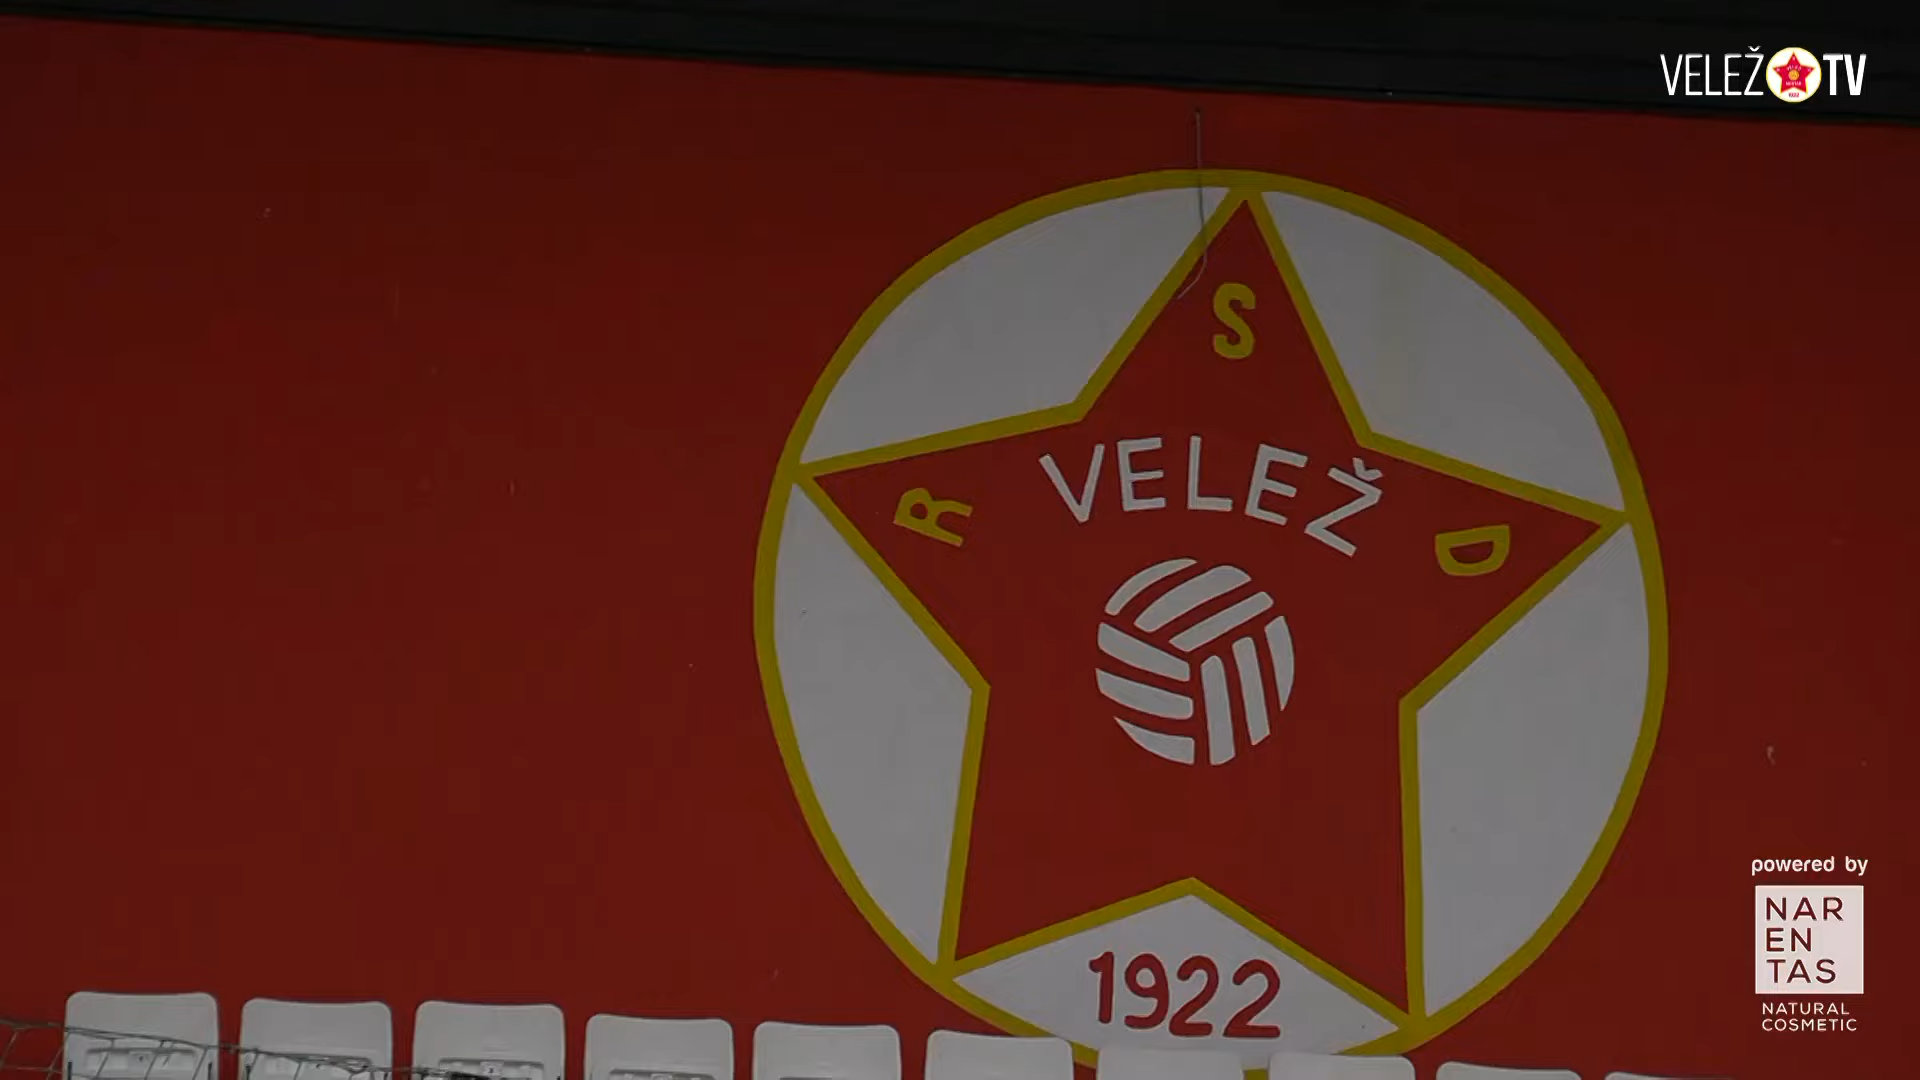 VELEŽ TV
S
R
VELEŽ
D
1922
powered by
NAR
EN
TAS
NATURAL
COSMETIC